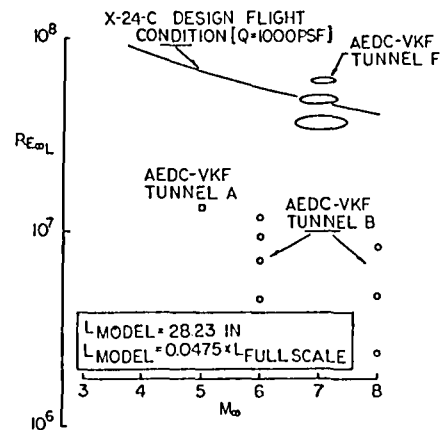 X-24-C DESIGN FLIGHT
CONDITION [Q=1000PSF]
AEDC-VKF
TUNNEL F
10⁸
RE∞L
AEDC-VKF
TUNNEL A
AEDC-VKF
TUNNEL B
10⁷
LMODEL = 28.23 IN
LMODEL = 0.0475 × LFULL SCALE
10⁶
3 4 5 6 7 8
M∞